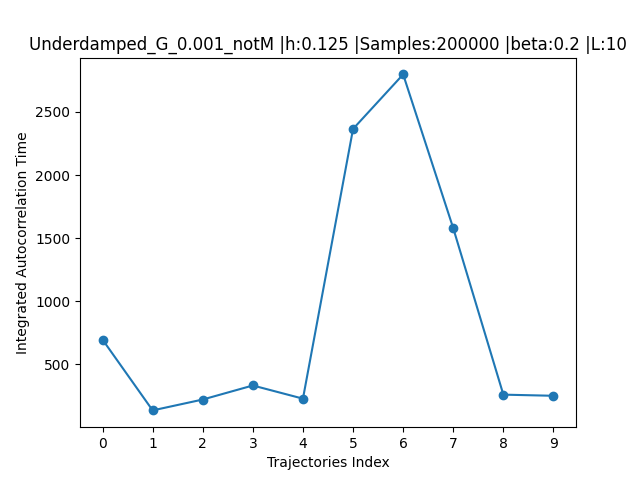 Underdamped_G_0.001_notM |h:0.125 |Samples:200000 |beta:0.2 |L:10
Integrated Autocorrelation Time
2500
2000
1500
1000
500
0 1 2 3 4 5 6 7 8 9
Trajectories Index